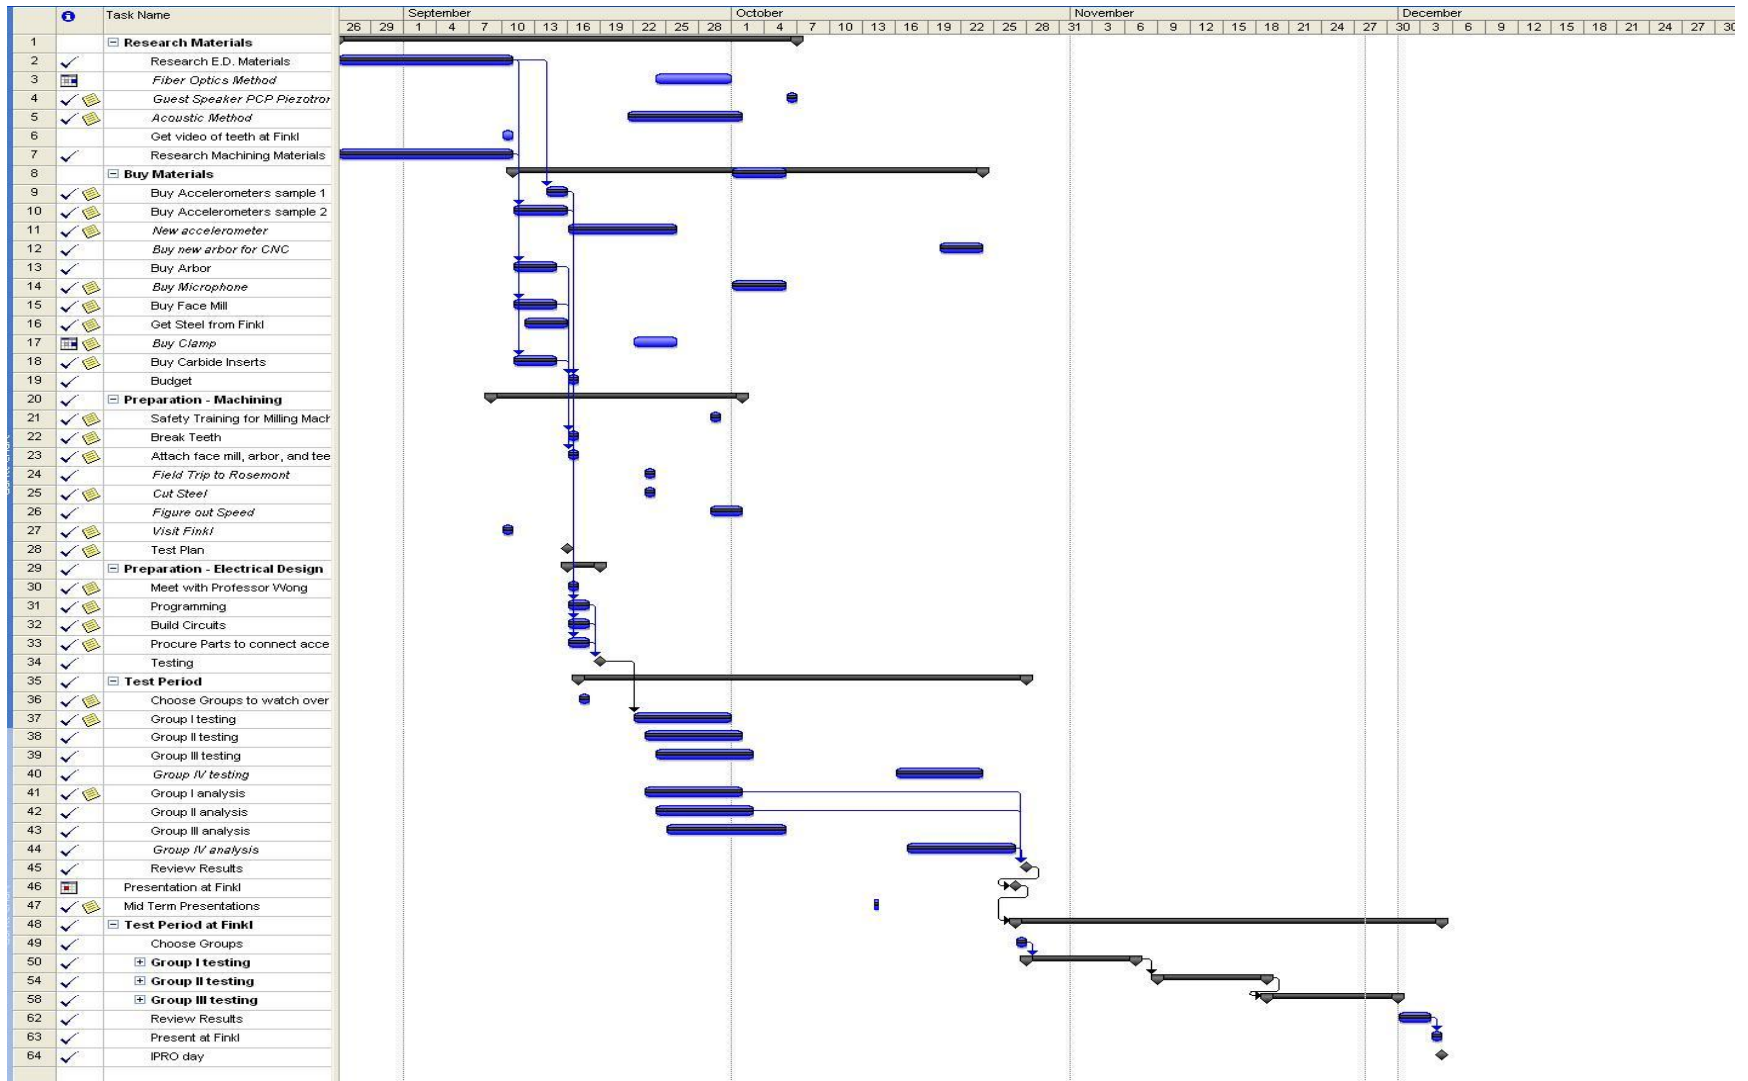 Task Name
September October November December
26 29 1 4 7 10 13 16 19 22 25 28 1 4 7 10 13 16 19 22 25 28 31 3 6 9 12 15 18 21 24 27 30 3 6 9 12 15 18 21 24 27 30
1 Research Materials
2 Research E.D. Materials
3 Fiber Optics Method
4 Guest Speaker PCP Piezotror
5 Acoustic Method
6 Get video of teeth at Finkl
7 Research Machining Materials
8 Buy Materials
9 Buy Accelerometers sample 1
10 Buy Accelerometers sample 2
11 New accelerometer
12 Buy new arbor for CNC
13 Buy Arbor
14 Buy Microphone
15 Buy Face Mill
16 Get Steel from Finkl
17 Buy Clamp
18 Buy Carbide Inserts
19 Budget
20 Preparation - Machining
21 Safety Training for Milling Mach
22 Break Teeth
23 Attach face mill, arbor, and tee
24 Field Trip to Rosemont
25 Cut Steel
26 Figure out Speed
27 Visit Finkl
28 Test Plan
29 Preparation - Electrical Design
30 Meet with Professor Wong
31 Programming
32 Build Circuits
33 Procure Parts to connect acce
34 Testing
35 Test Period
36 Choose Groups to watch over
37 Group I testing
38 Group II testing
39 Group III testing
40 Group IV testing
41 Group I analysis
42 Group II analysis
43 Group III analysis
44 Group IV analysis
45 Review Results
46 Presentation at Finkl
47 Mid Term Presentations
48 Test Period at Finkl
49 Choose Groups
50 Group I testing
54 Group II testing
58 Group III testing
62 Review Results
63 Present at Finkl
64 IPRO day